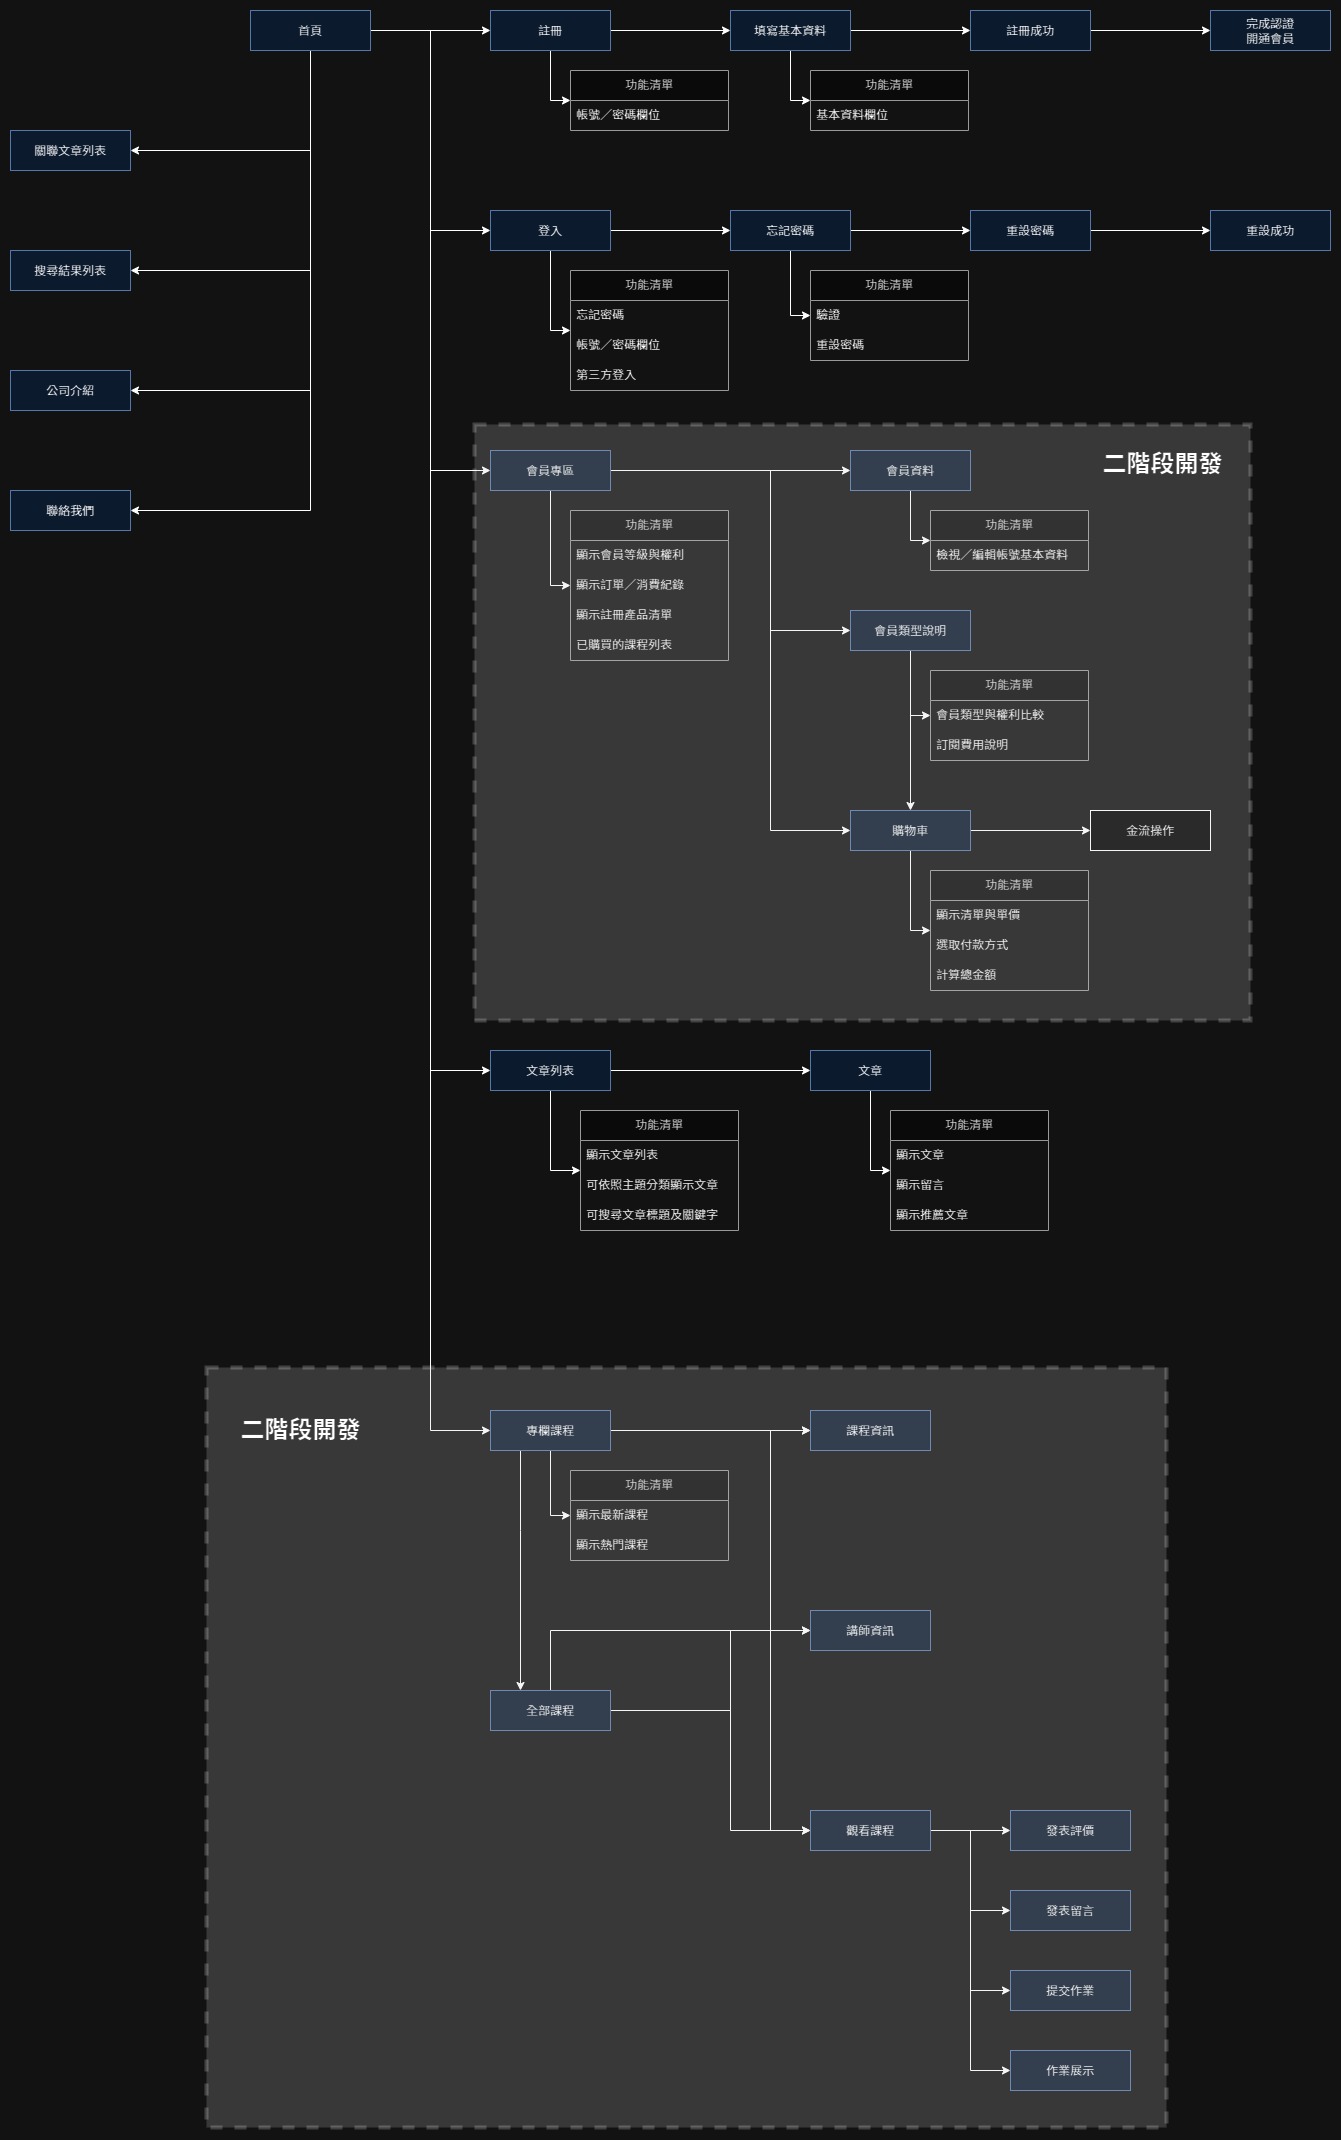 首頁
註冊
填寫基本資料
註冊成功
完成認證
開通會員
功能清單
帳號／密碼欄位
功能清單
基本資料欄位
關聯文章列表
搜尋結果列表
公司介紹
聯絡我們
登入
忘記密碼
重設密碼
重設成功
功能清單
忘記密碼
帳號／密碼欄位
第三方登入
功能清單
驗證
重設密碼
二階段開發
會員專區
會員資料
功能清單
顯示會員等級與權利
顯示訂單／消費紀錄
顯示註冊產品清單
已購買的課程列表
功能清單
檢視／編輯帳號基本資料
會員類型說明
功能清單
會員類型與權利比較
訂閱費用說明
購物車
金流操作
功能清單
顯示清單與單價
選取付款方式
計算總金額
文章列表
文章
功能清單
顯示文章列表
可依照主題分類顯示文章
可搜尋文章標題及關鍵字
功能清單
顯示文章
顯示留言
顯示推薦文章
二階段開發
專欄課程
課程資訊
功能清單
顯示最新課程
顯示熱門課程
講師資訊
全部課程
觀看課程
發表評價
發表留言
提交作業
作業展示